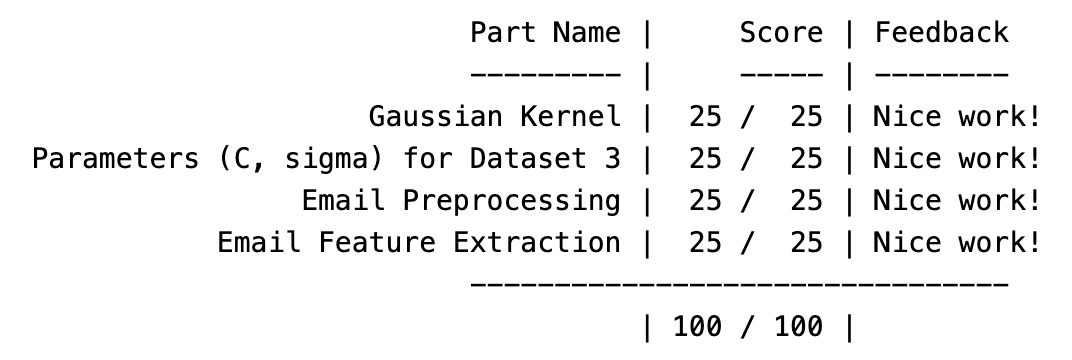 Part Name |     Score | Feedback
--------- |     ----- | --------
Gaussian Kernel |  25 /  25 | Nice work!
Parameters (C, sigma) for Dataset 3 |  25 /  25 | Nice work!
Email Preprocessing |  25 /  25 | Nice work!
Email Feature Extraction |  25 /  25 | Nice work!
--------------------------------
| 100 / 100 |